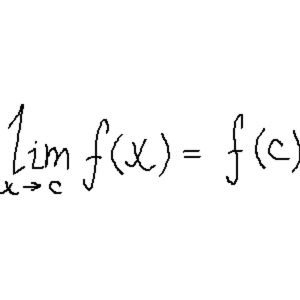 lim f(x) = f(c)
x→c